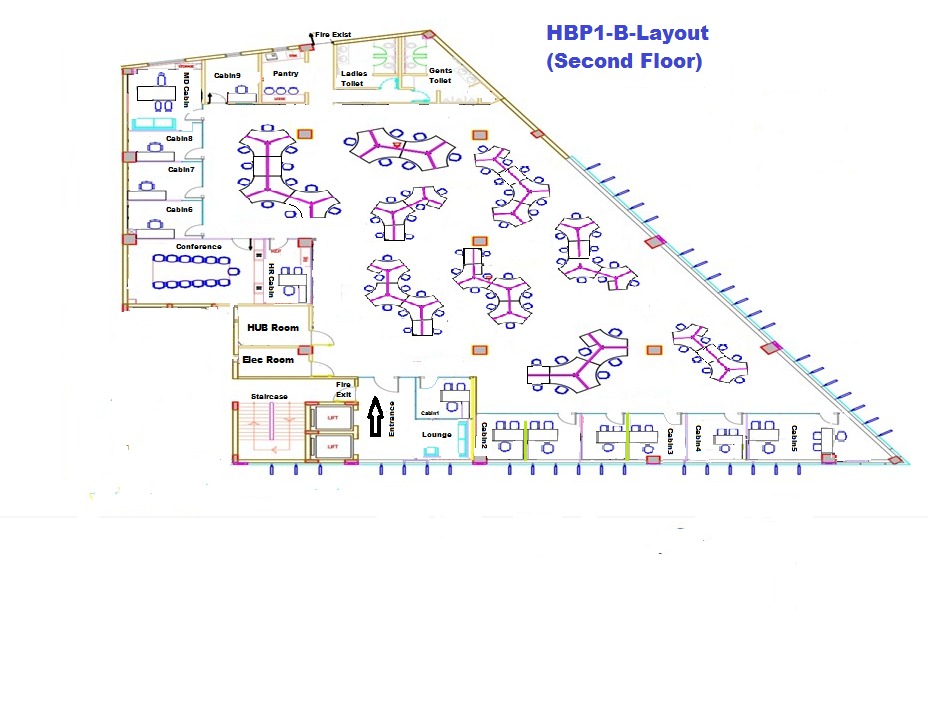 HBP1-B-Layout
(Second Floor)
Fire Exist
MD Cabin
Cabin9
Pantry
Ladies
Toilet
Gents
Toilet
Cabin8
Cabin7
Cabin6
Conference
HR Cabin
HUB Room
Elec Room
Fire
Exit
Staircase
LIFT
LIFT
Entrance
Cabin1
Lounge
Cabin2
Cabin3
Cabin4
Cabin5